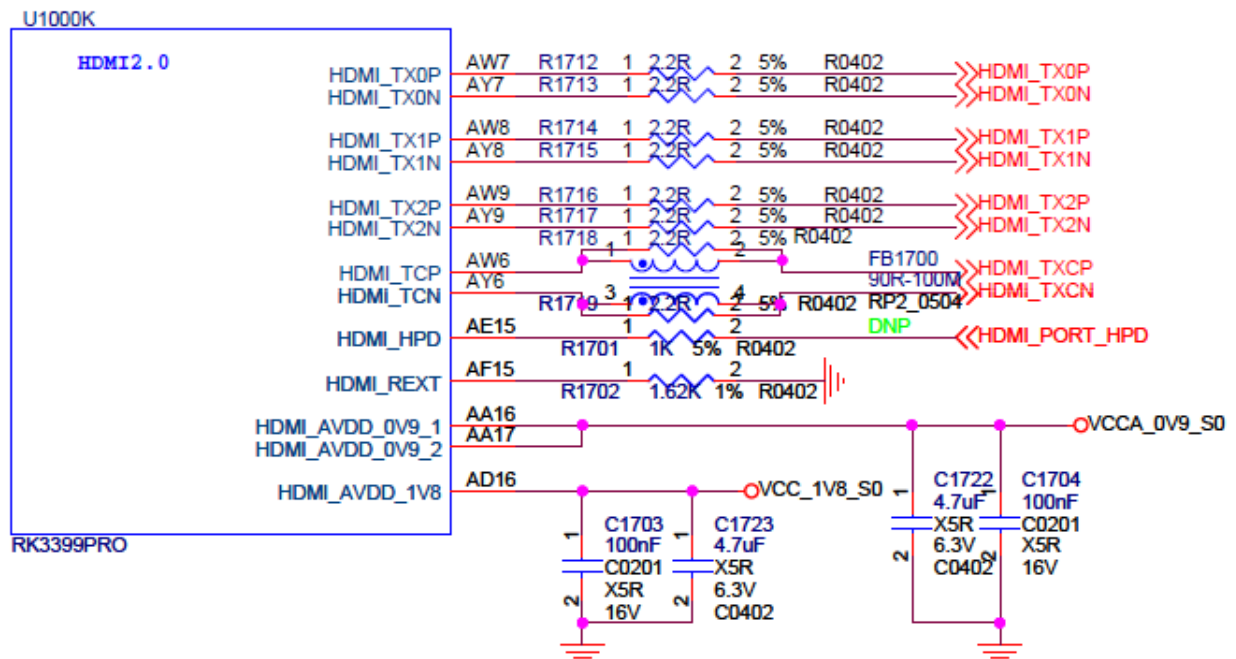 U1000K
HDMI2.0
HDMI_TX0P AW7 R1712 1 2.2R 2 5% R0402 HDMI_TX0P
HDMI_TX0N AY7 R1713 1 2.2R 2 5% R0402 HDMI_TX0N
HDMI_TX1P AW8 R1714 1 2.2R 2 5% R0402 HDMI_TX1P
HDMI_TX1N AY8 R1715 1 2.2R 2 5% R0402 HDMI_TX1N
HDMI_TX2P AW9 R1716 1 2.2R 2 5% R0402 HDMI_TX2P
HDMI_TX2N AY9 R1717 1 2.2R 2 5% R0402 HDMI_TX2N
R1718 1 2.2R 2 5% R0402
1 2 FB1700
HDMI_TCP AW6 HDMI_TXCP
90R-100M
HDMI_TCN AY6 3 4 HDMI_TXCN
R1719 1 2.2R 2 5% R0402 RP2_0504
DNP
HDMI_HPD AE15 1 2 HDMI_PORT_HPD
R1701 1K 5% R0402
HDMI_REXT AF15 1 2
R1702 1.62K 1% R0402
HDMI_AVDD_0V9_1 AA16 VCCA_0V9_S0
HDMI_AVDD_0V9_2 AA17
HDMI_AVDD_1V8 AD16 VCC_1V8_S0
1 C1722 1 C1704
4.7uF 100nF
X5R C0201
6.3V X5R
2 C0402 2 16V
1 C1703 1 C1723
100nF 4.7uF
C0201 X5R
X5R 6.3V
2 16V 2 C0402
RK3399PRO